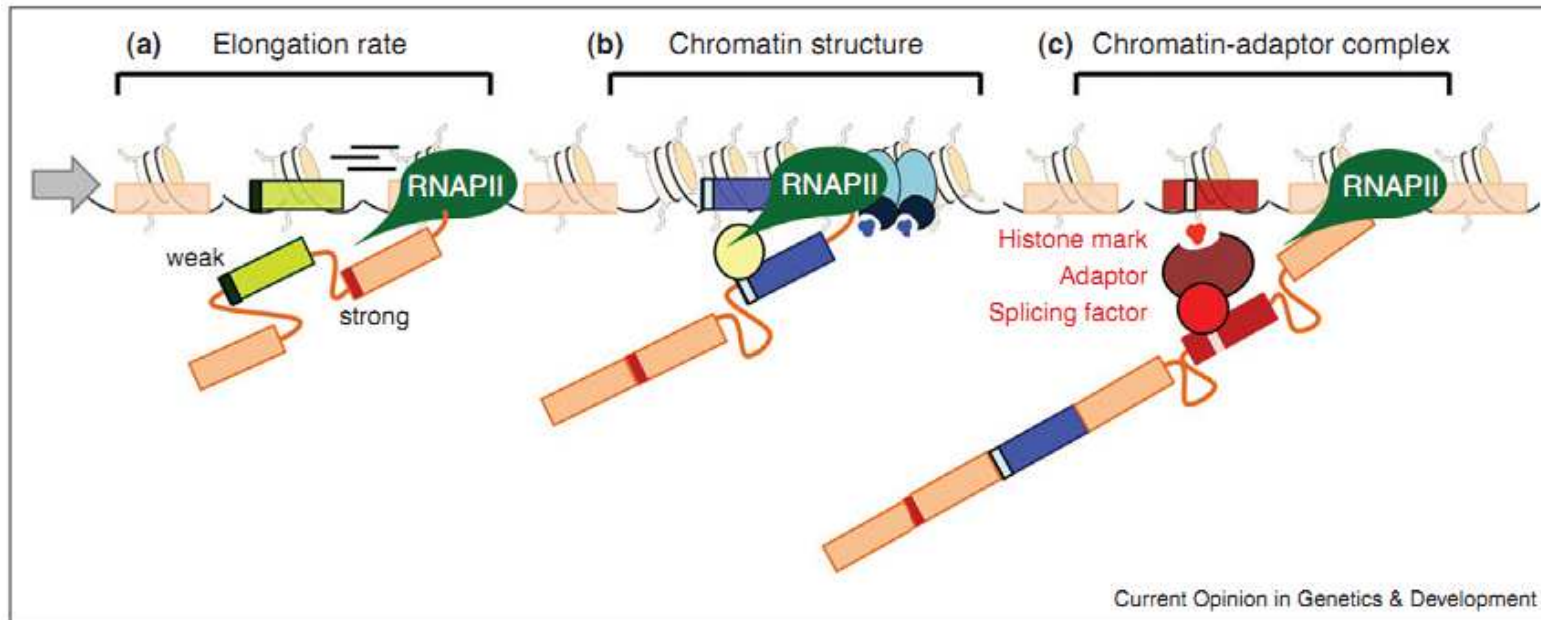 (a) Elongation rate
(b) Chromatin structure
(c) Chromatin-adaptor complex
RNAPII
RNAPII
RNAPII
weak
strong
Histone mark
Adaptor
Splicing factor
Current Opinion in Genetics & Development